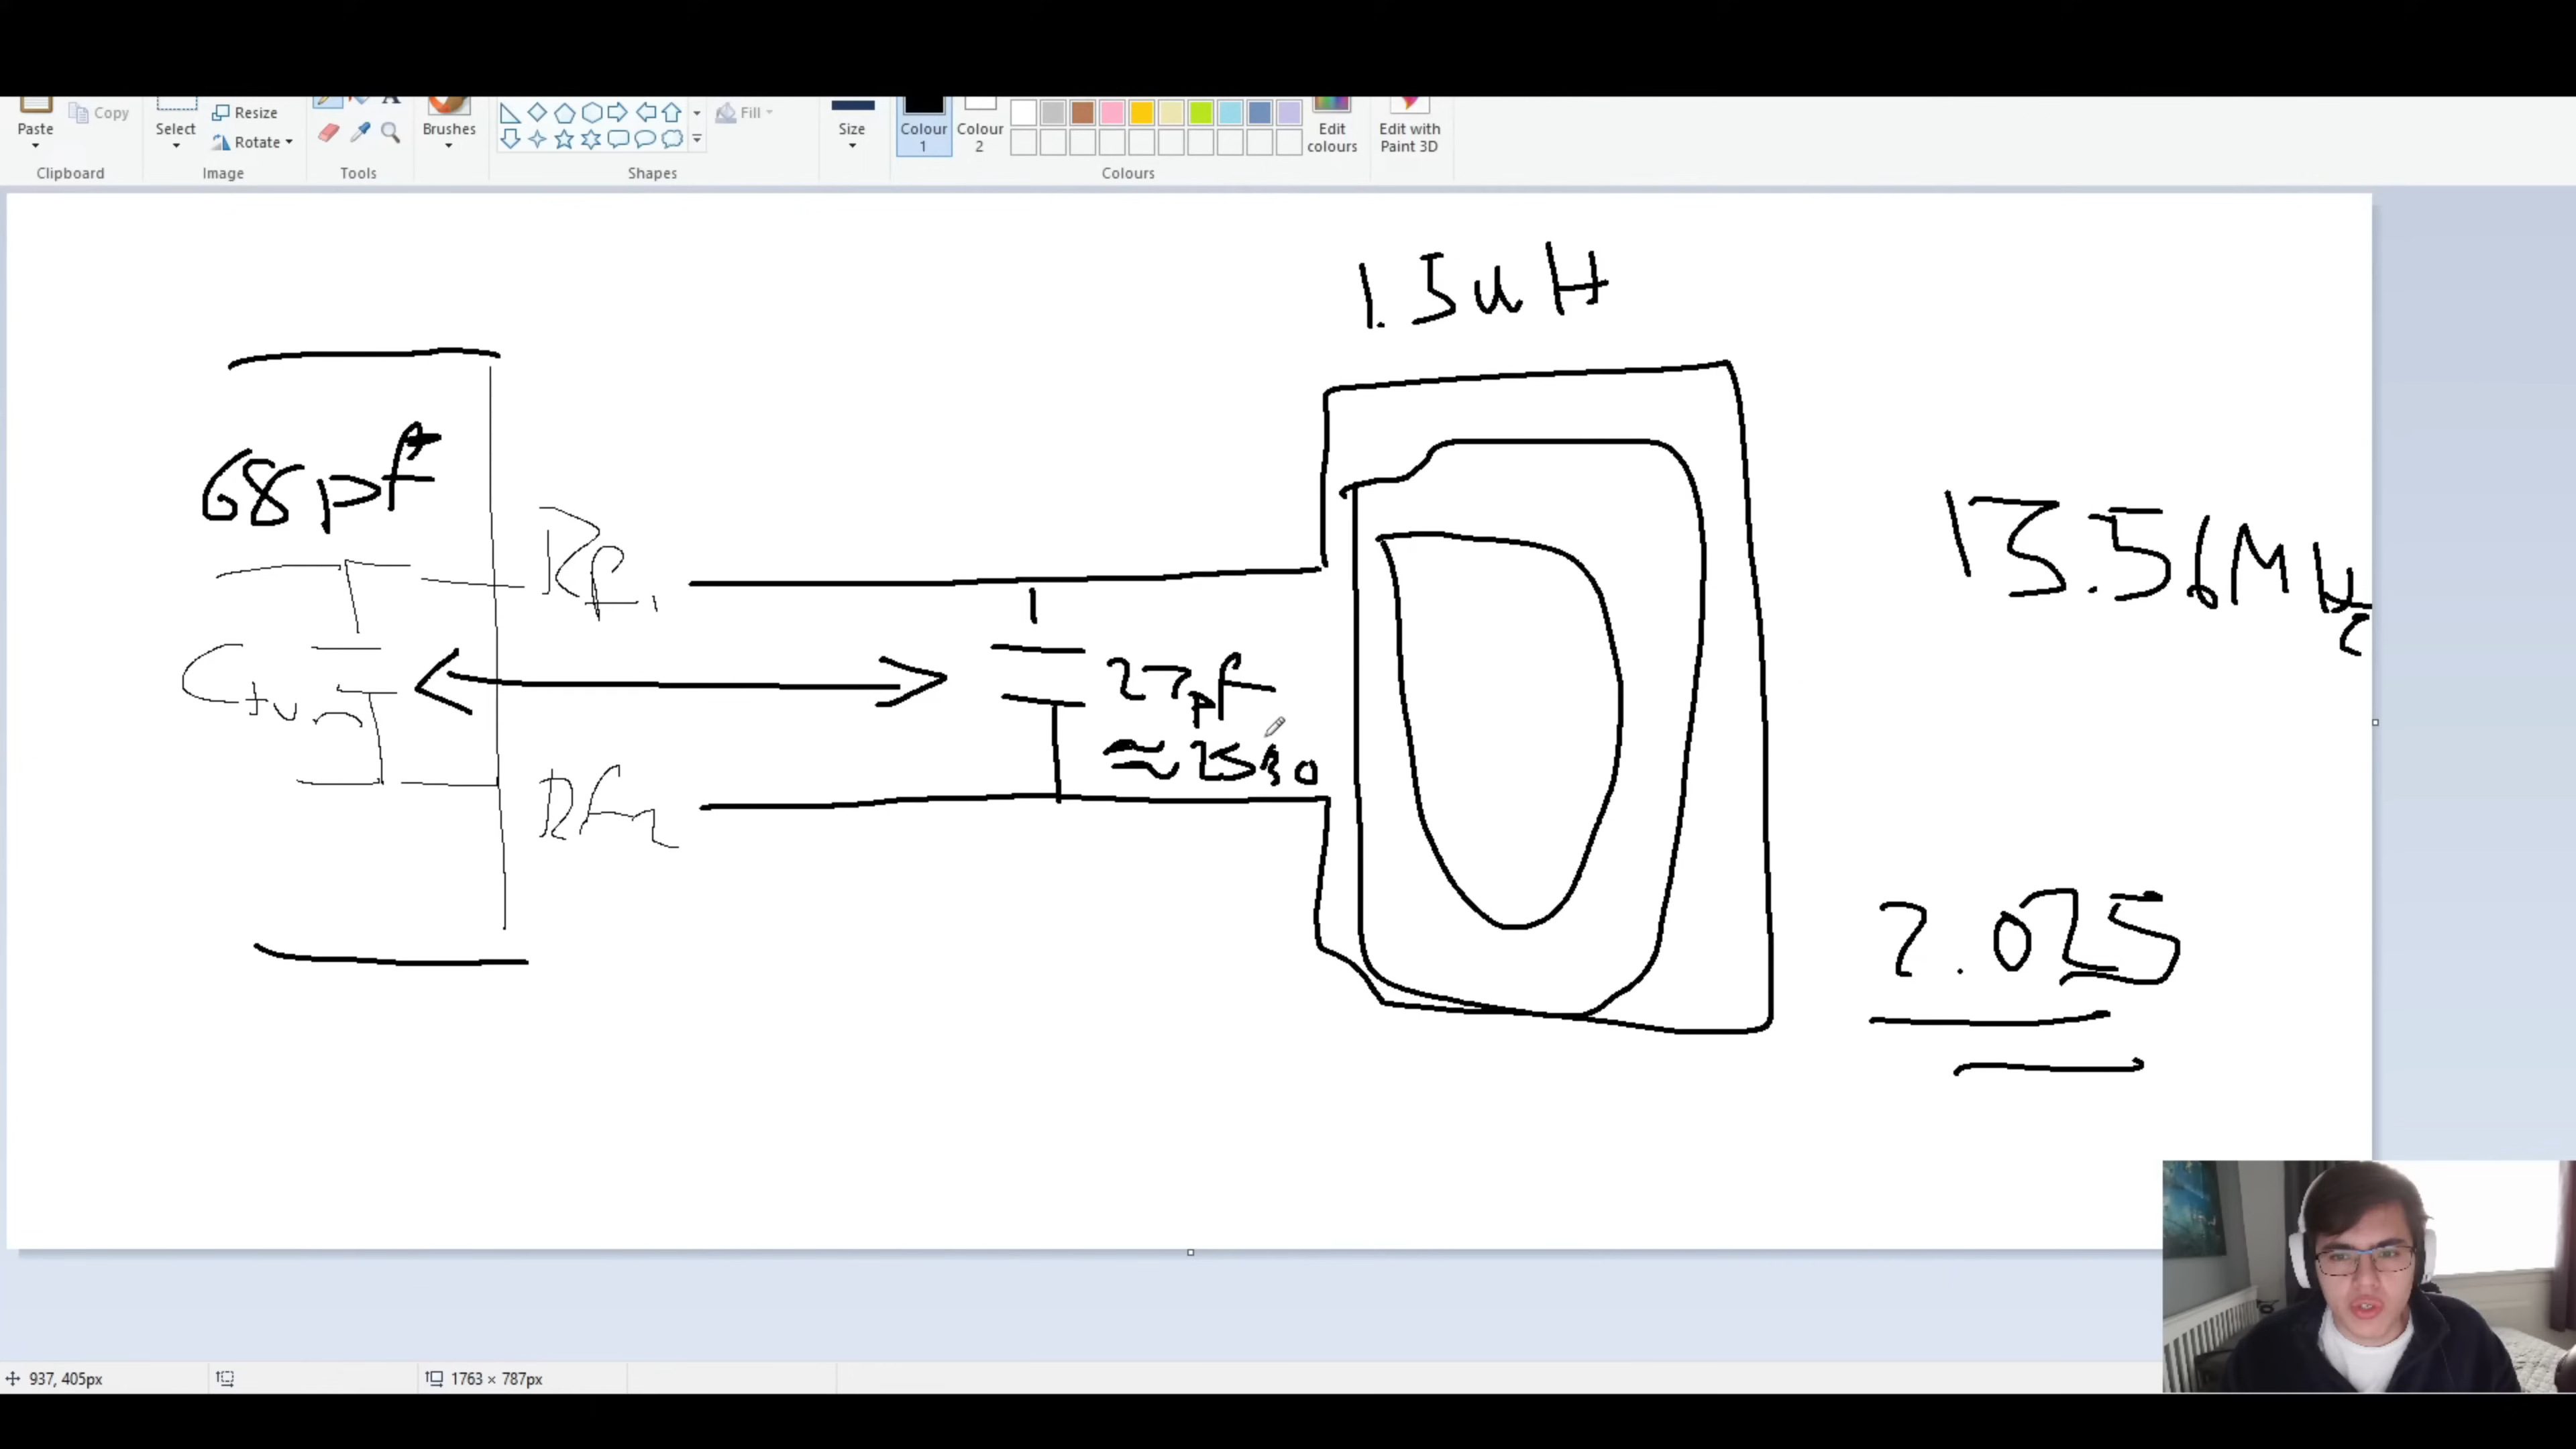 Paste
Copy
Select
Resize
Rotate
Brushes
Fill
Size
Colour 1
Colour 2
Edit colours
Edit with Paint 3D
Clipboard
Image
Tools
Shapes
Colours
1.5uH
68pf
Rf1
13.56MHz
Ctun
27pf
Rf2
2.025
937, 405px
1763 × 787px